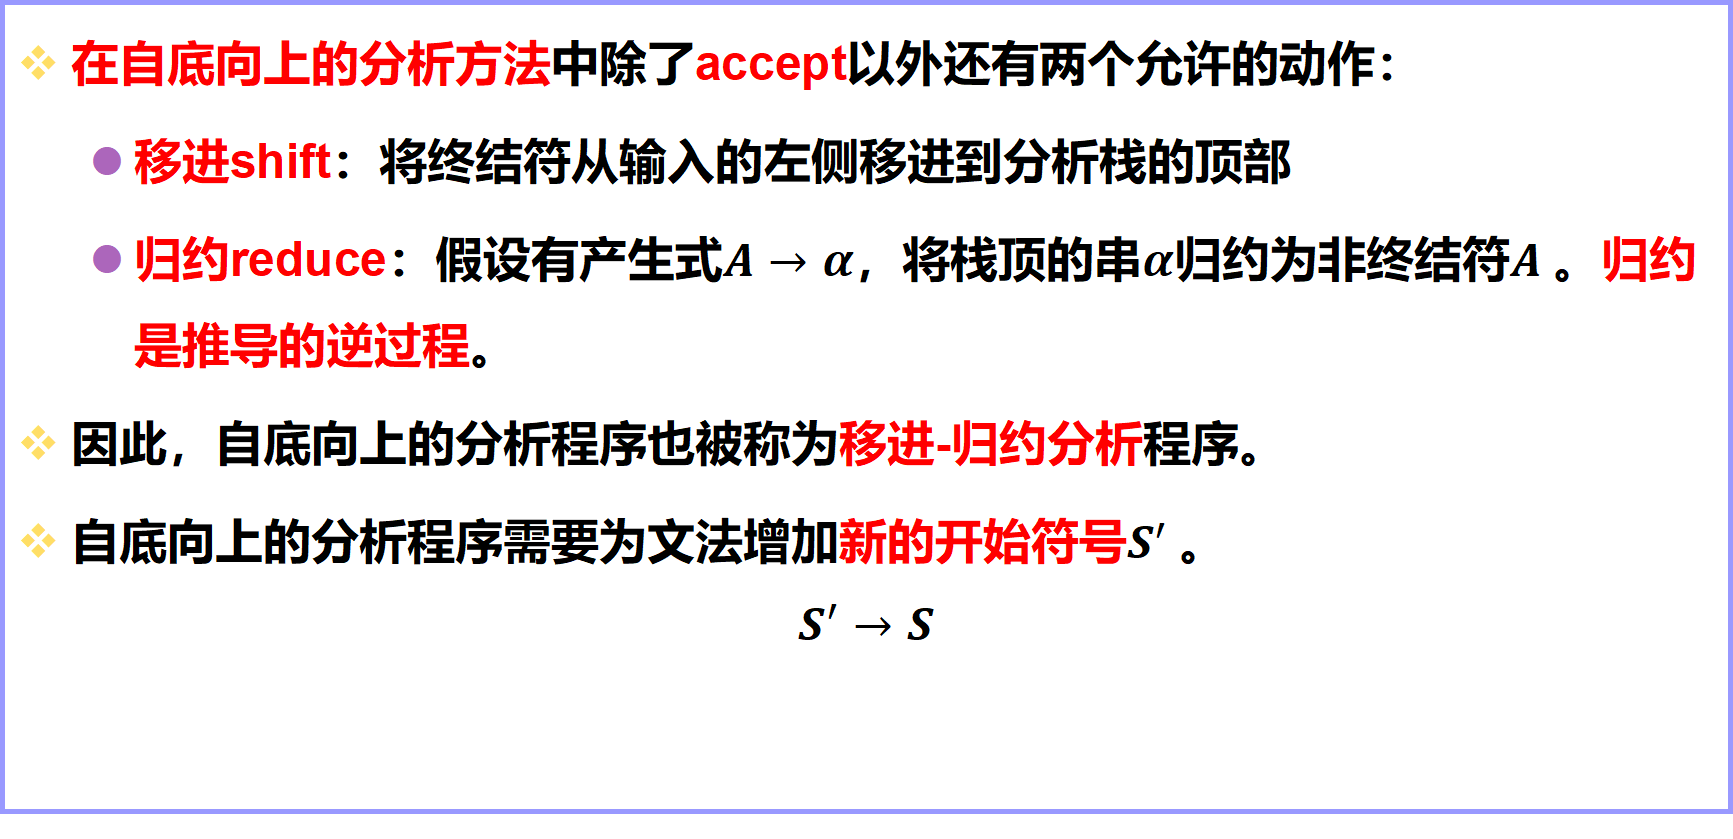 在自底向上的分析方法中除了accept以外还有两个允许的动作：
移进shift：将终结符从输入的左侧移进到分析栈的顶部
归约reduce：假设有产生式A → α，将栈顶的串α归约为非终结符A 。归约
是推导的逆过程。
因此，自底向上的分析程序也被称为移进-归约分析程序。
自底向上的分析程序需要为文法增加新的开始符号S′ 。
S′ → S